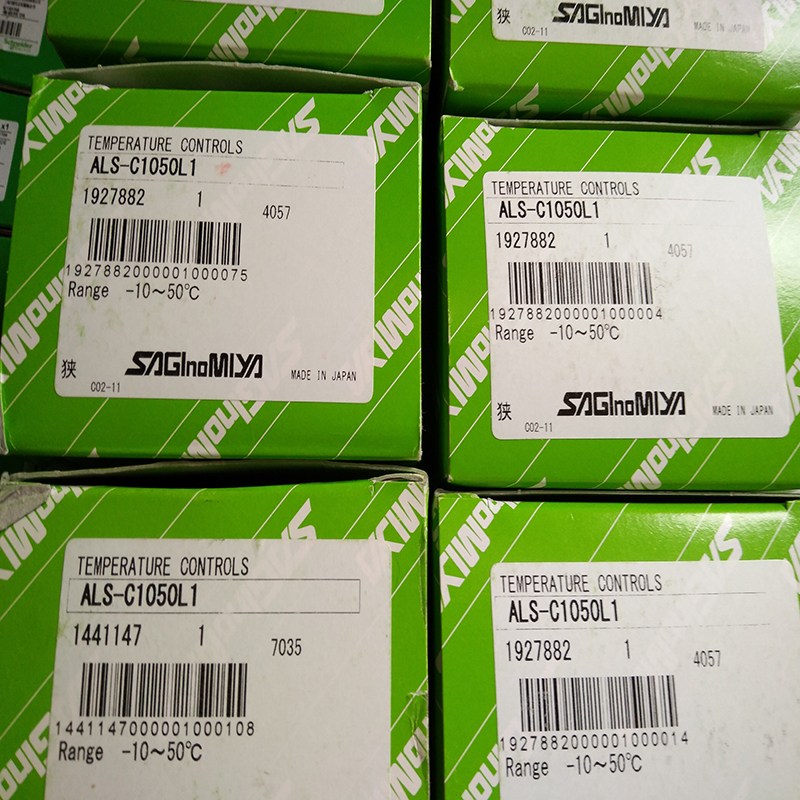 Schneider
狭
SAGInoMIYA
C02-11
MADE IN JAPAN
TEMPERATURE CONTROLS
ALS-C1050L1
1927882 1 4057
1927882000001000075
Range -10～50℃
狭
SAGInoMIYA
C02-11
MADE IN JAPAN
TEMPERATURE CONTROLS
ALS-C1050L1
1927882 1 4057
1927882000001000004
Range -10～50℃
狭
SAGInoMIYA
C02-11
MADE IN JAPAN
TEMPERATURE CONTROLS
ALS-C1050L1
1441147 1 7035
1441147000001000108
Range -10～50℃
TEMPERATURE CONTROLS
ALS-C1050L1
1927882 1 4057
1927882000001000014
Range -10～50℃